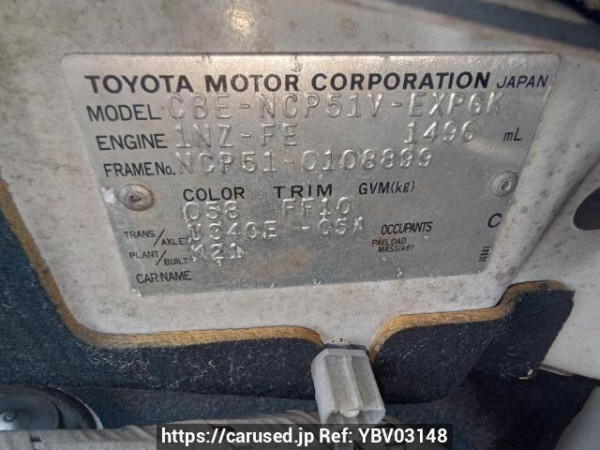 TOYOTA MOTOR CORPORATION JAPAN
MODEL CBE-NCP51V-EXPGK
ENGINE 1NZ-FE 1496 mL
FRAME No. NCP51-0108899
COLOR TRIM GVM(kg)
C58 FF10
TRANS/AXLE U340E -C5A OCCUPANTS C
PAYLOAD MASS(kg)
PLANT/BUILT K21
CAR NAME
https://carused.jp Ref: YBV03148